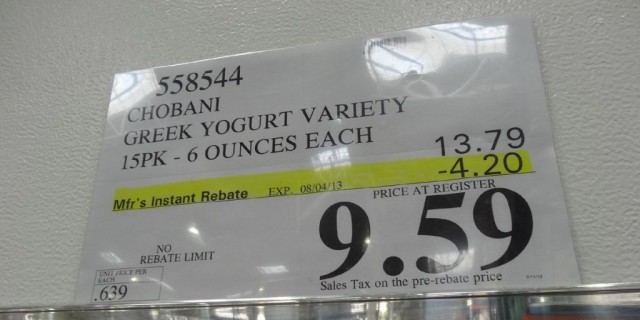 558544
CHOBANI
GREEK YOGURT VARIETY
15PK - 6 OUNCES EACH
13.79
Mfr's Instant Rebate EXP. 08/04/13 -4.20
PRICE AT REGISTER
9.59
NO
REBATE LIMIT
UNIT PRICE PER
EACH
.639
Sales Tax on the pre-rebate price